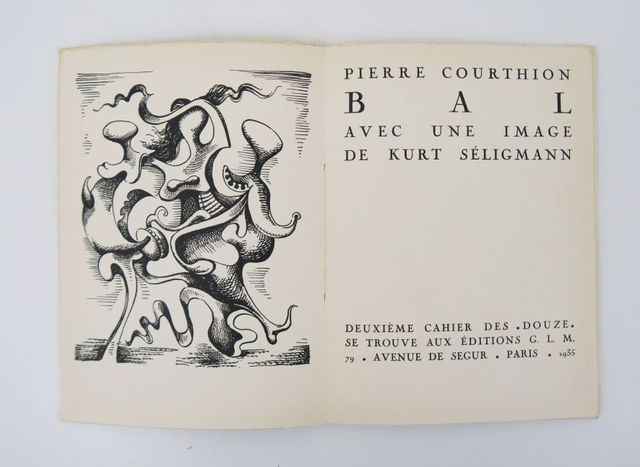 PIERRE COURTHION
BAL
AVEC UNE IMAGE
DE KURT SÉLIGMANN
DEUXIÈME CAHIER DES .DOUZE.
SE TROUVE AUX ÉDITIONS G. L. M.
79 . AVENUE DE SEGUR . PARIS . 1935